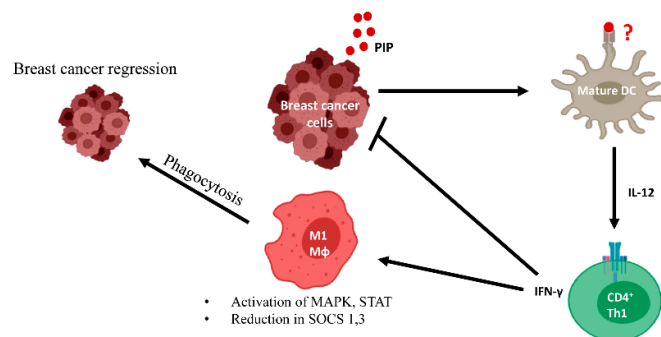 PIP
?
Breast cancer regression
Breast cancer
cells
Mature DC
Phagocytosis
IL-12
M1
Mϕ
IFN-γ
CD4⁺
Th1
• Activation of MAPK, STAT
• Reduction in SOCS 1,3